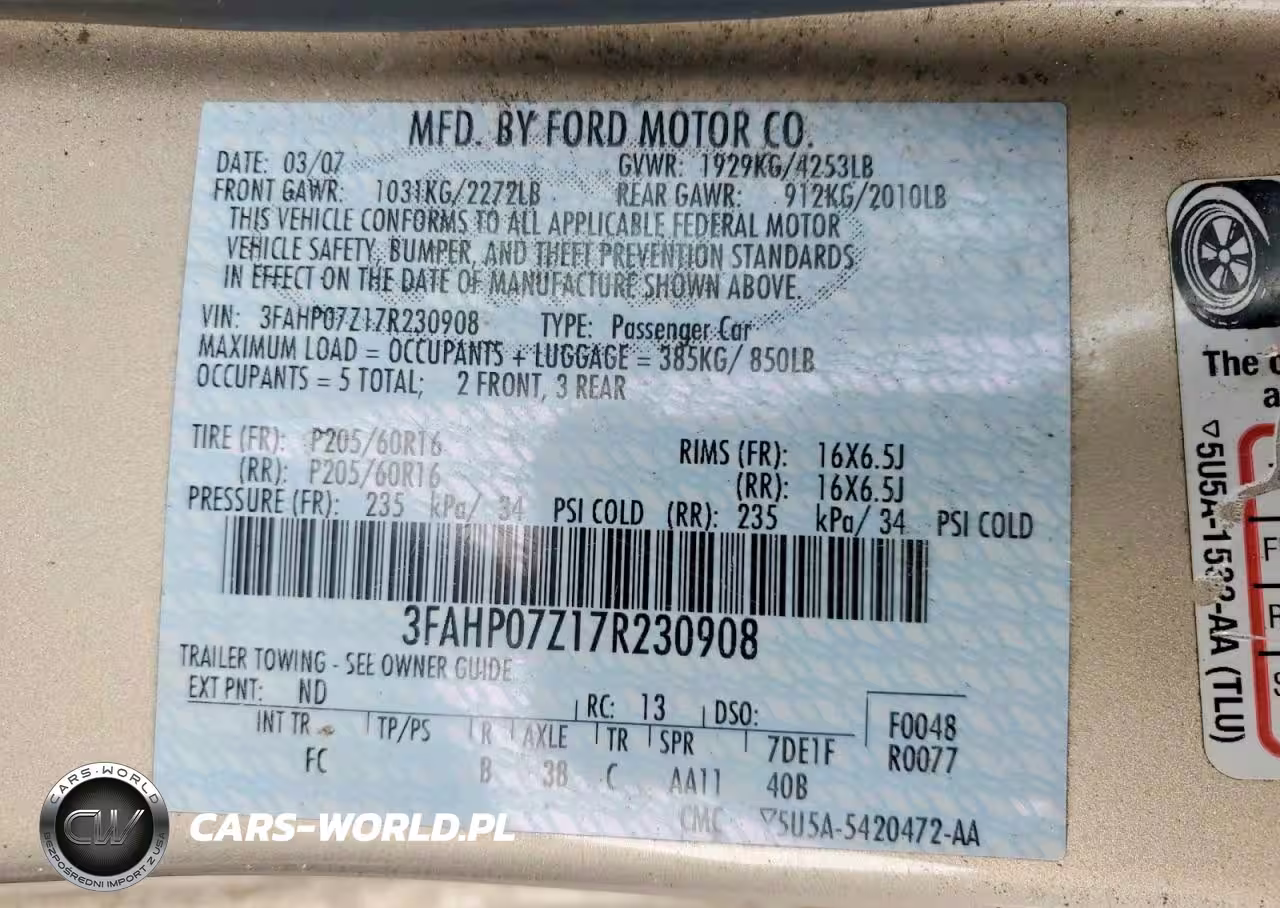 MFD. BY FORD MOTOR CO.
DATE: 03/07 GVWR: 1929KG/4253LB
FRONT GAWR: 1031KG/2272LB REAR GAWR: 912KG/2010LB
THIS VEHICLE CONFORMS TO ALL APPLICABLE FEDERAL MOTOR
VEHICLE SAFETY, BUMPER, AND THEFT PREVENTION STANDARDS
IN EFFECT ON THE DATE OF MANUFACTURE SHOWN ABOVE.
VIN: 3FAHP07Z17R230908 TYPE: Passenger Car
MAXIMUM LOAD = OCCUPANTS + LUGGAGE = 385KG/ 850LB
OCCUPANTS = 5 TOTAL; 2 FRONT, 3 REAR
TIRE (FR): P205/60R16 RIMS (FR): 16X6.5J
(RR): P205/60R16 (RR): 16X6.5J
PRESSURE (FR): 235 kPa/ 34 PSI COLD (RR): 235 kPa/ 34 PSI COLD
3FAHP07Z17R230908
TRAILER TOWING - SEE OWNER GUIDE
EXT PNT: ND RC: 13 DSO: F0048
INT TR TP/PS R AXLE TR SPR 7DE1F R0077
FC B 38 C AA11 40B
CMC ▽5U5A-5420472-AA
The
▽5U5A-1532-AA (TLU)
CARS-WORLD
CW
BEZPOŚREDNI IMPORT Z USA
CARS-WORLD.PL